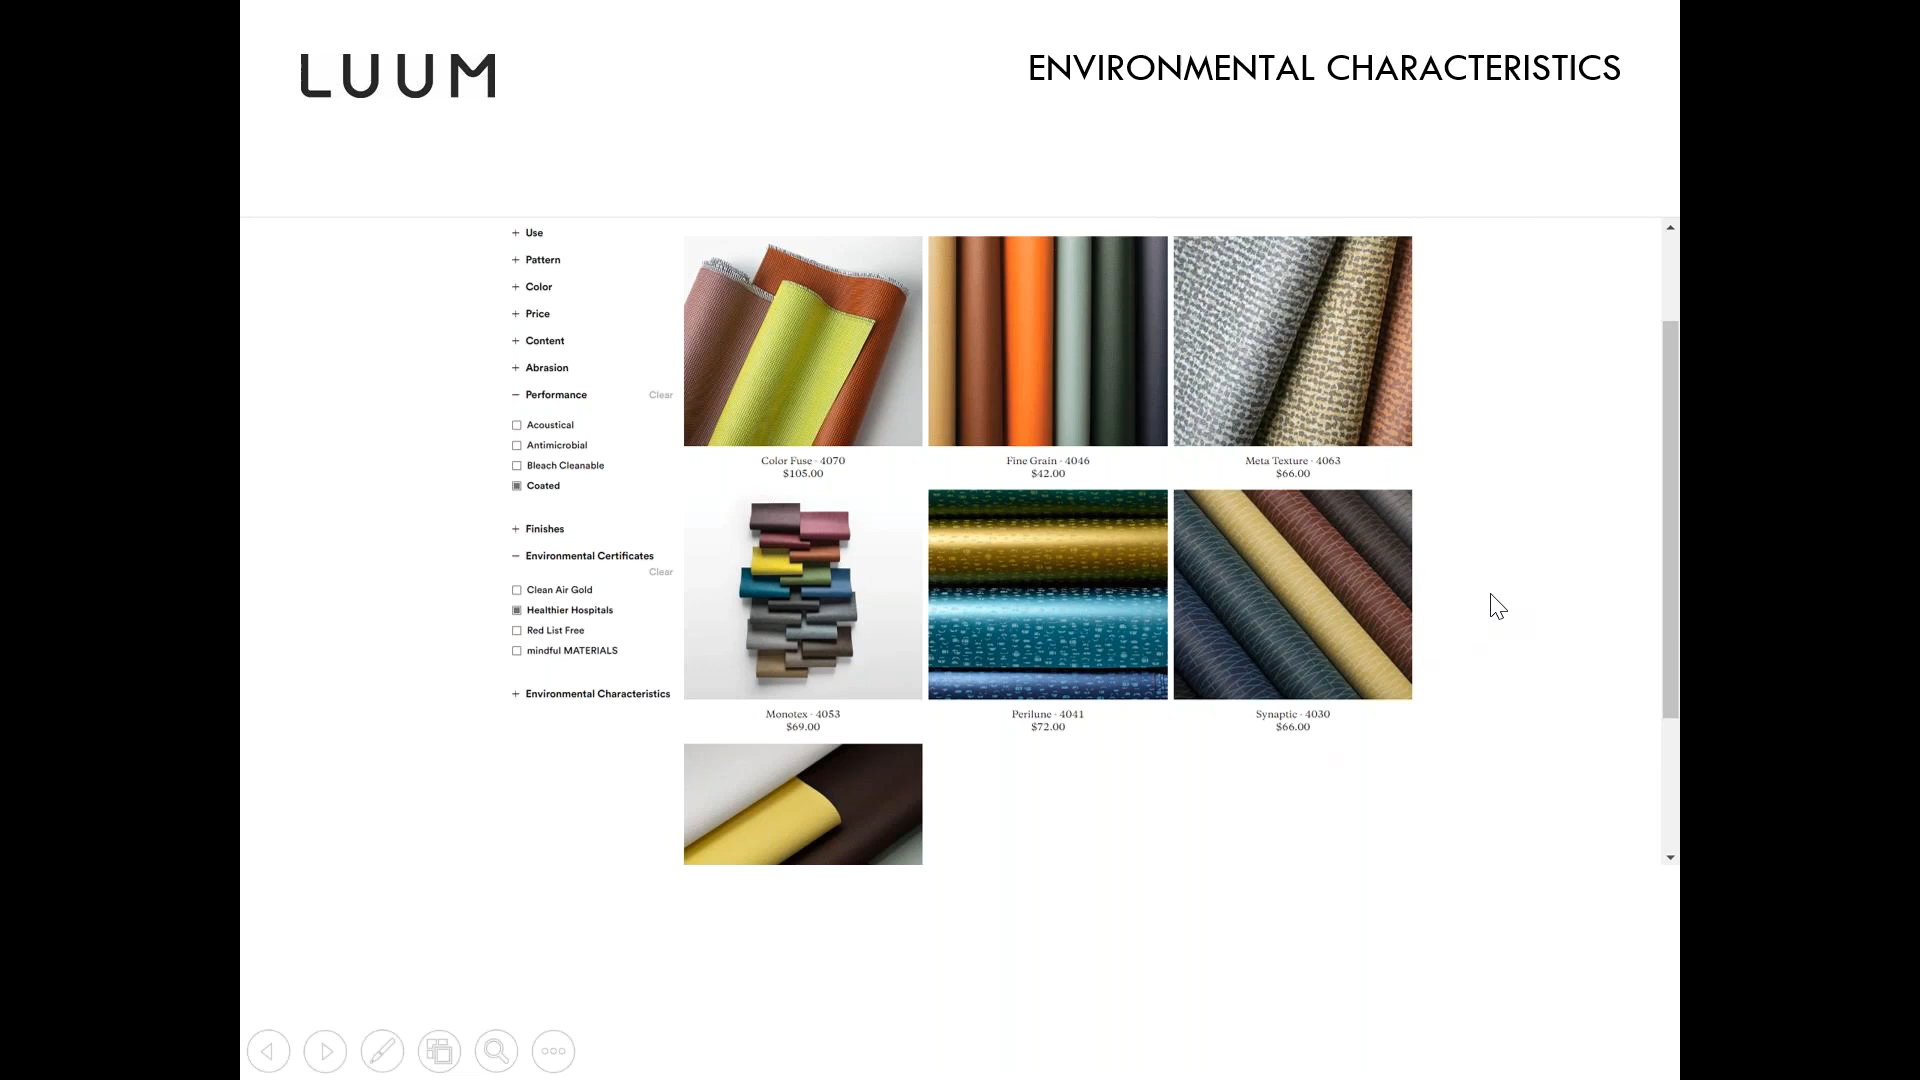 LUUM
ENVIRONMENTAL CHARACTERISTICS
+ Use
+ Pattern
+ Color
+ Price
+ Content
+ Abrasion
− Performance Clear
Acoustical
Antimicrobial
Bleach Cleanable
Coated
+ Finishes
− Environmental Certificates
Clear
Clean Air Gold
Healthier Hospitals
Red List Free
mindful MATERIALS
+ Environmental Characteristics
Color Fuse - 4070
$105.00
Fine Grain - 4046
$42.00
Meta Texture - 4063
$66.00
Monotex - 4053
$69.00
Perilune - 4041
$72.00
Synaptic - 4030
$66.00